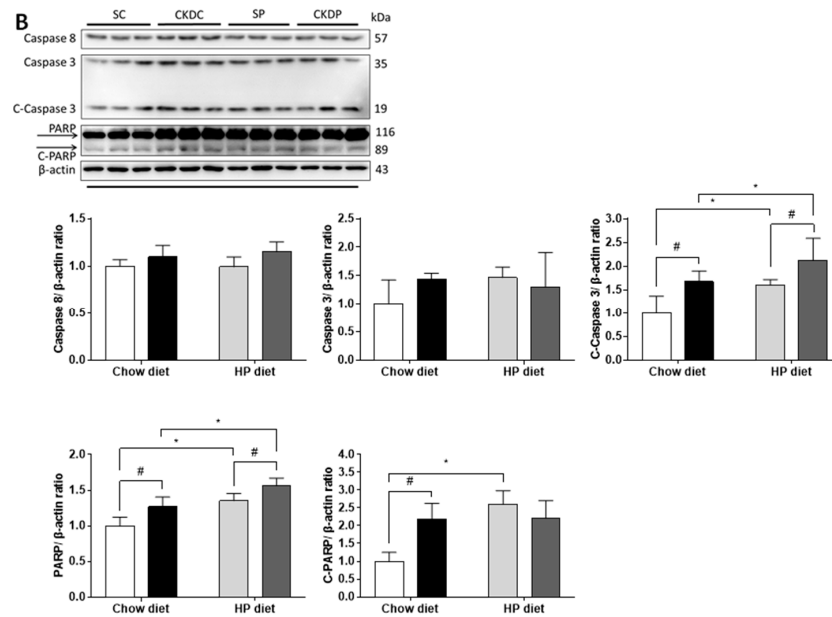 B
SC CKDC SP CKDP kDa
Caspase 8 57
Caspase 3 35
C-Caspase 3 19
PARP 116
C-PARP 89
β-actin 43
Caspase 8/ β-actin ratio
1.5
1.0
0.5
0.0
Chow diet HP diet
Caspase 3/ β-actin ratio
2.5
2.0
1.5
1.0
0.5
0.0
Chow diet HP diet
C-Caspase 3/ β-actin ratio
3.0
2.5
2.0
1.5
1.0
0.5
0.0
* *
# #
Chow diet HP diet
PARP/ β-actin ratio
2.0
1.5
1.0
0.5
0.0
* *
# #
Chow diet HP diet
C-PARP/ β-actin ratio
4.0
3.5
3.0
2.5
2.0
1.5
1.0
0.5
0.0
*
#
Chow diet HP diet